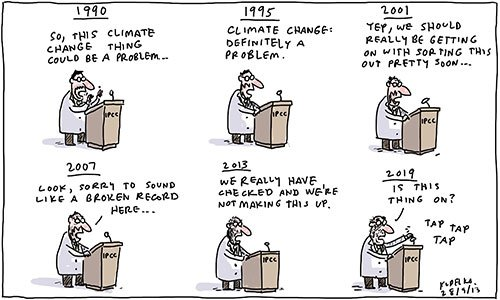 1990
SO, THIS CLIMATE
CHANGE THING
COULD BE A PROBLEM...
IPCC
1995
CLIMATE CHANGE:
DEFINITELY A
PROBLEM.
IPCC
2001
YEP, WE SHOULD
REALLY BE GETTING
ON WITH SORTING THIS
OUT PRETTY SOON...
IPCC
2007
LOOK, SORRY TO SOUND
LIKE A BROKEN RECORD
HERE...
IPCC
2013
WE REALLY HAVE
CHECKED AND WE'RE
NOT MAKING THIS UP.
IPCC
2019
IS THIS
THING ON?
TAP TAP
TAP
IPCC
28/9/13